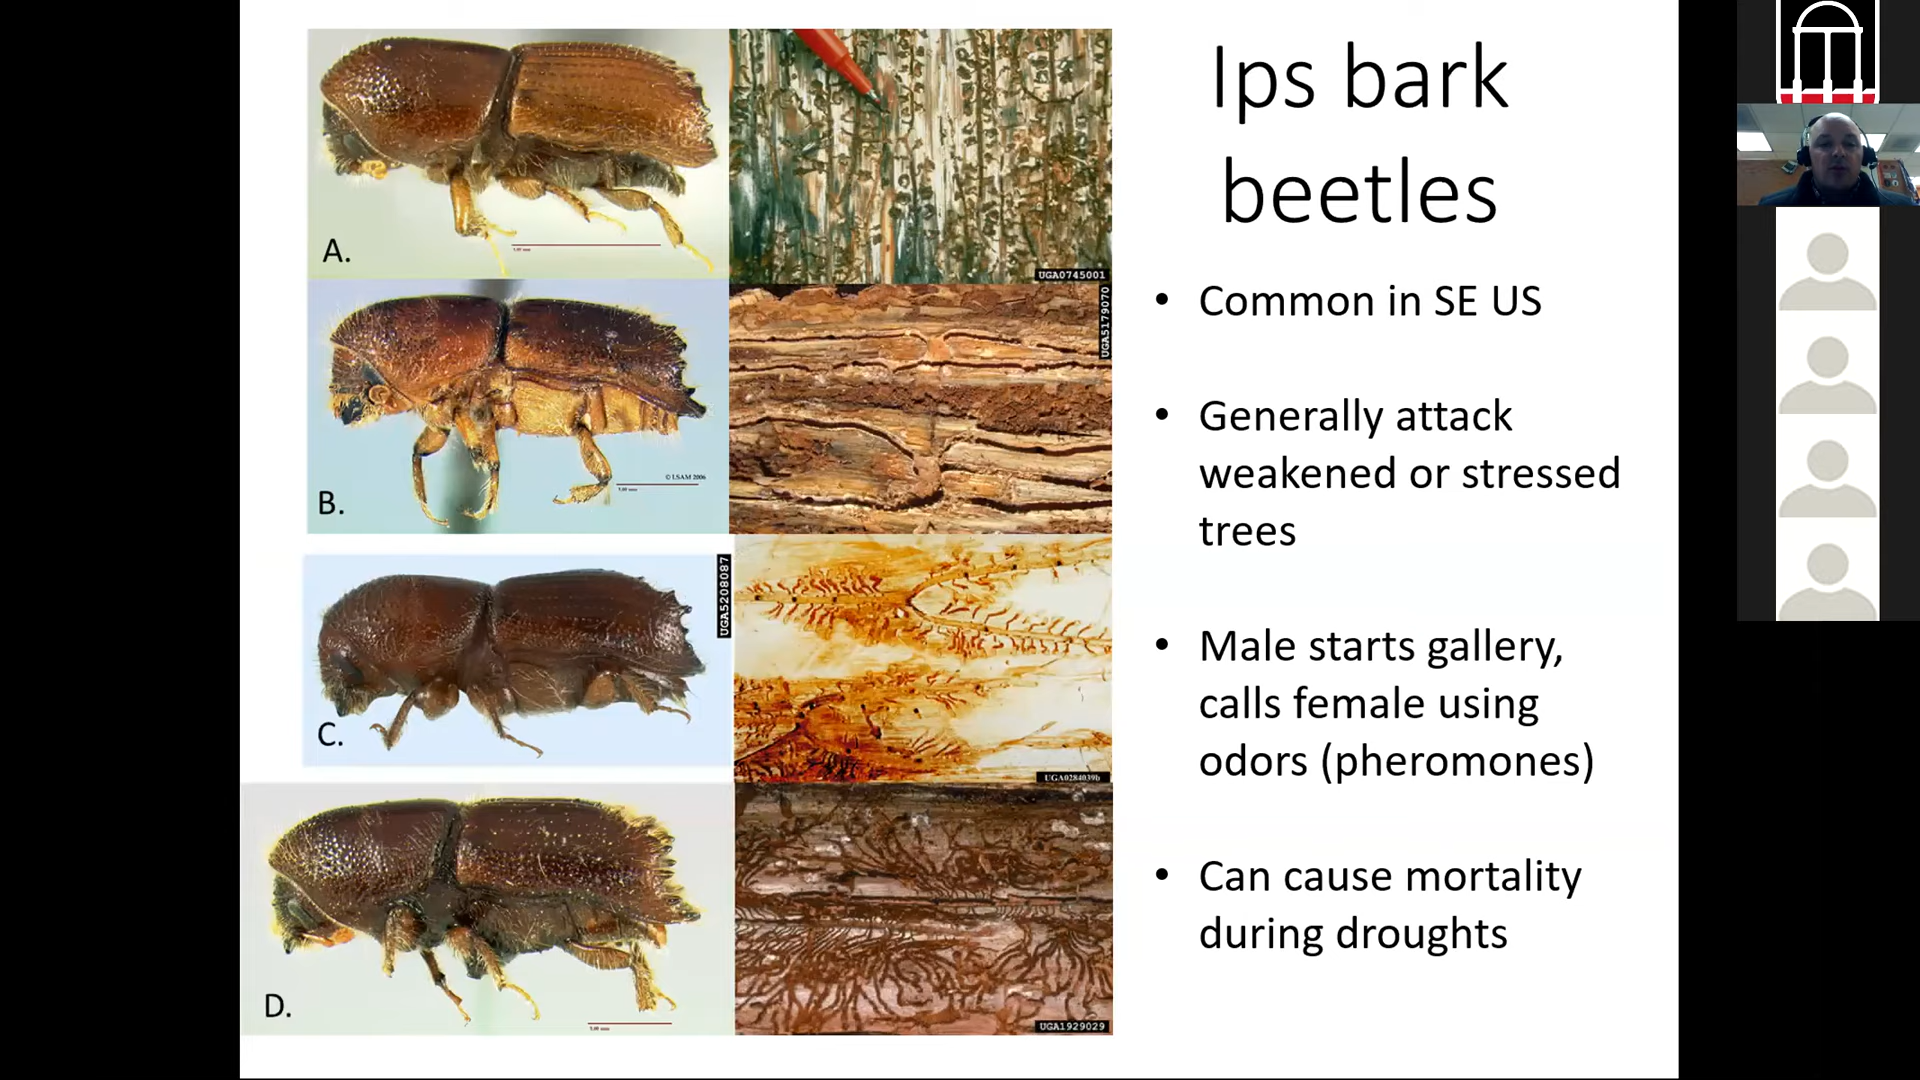 Ips bark
beetles
• Common in SE US
• Generally attack
weakened or stressed
trees
• Male starts gallery,
calls female using
odors (pheromones)
• Can cause mortality
during droughts
A.
UGA0745001
B.
© LSAM 2006
UGA5179070
C.
UGA5208087
UGA0284039b
D.
UGA1929029